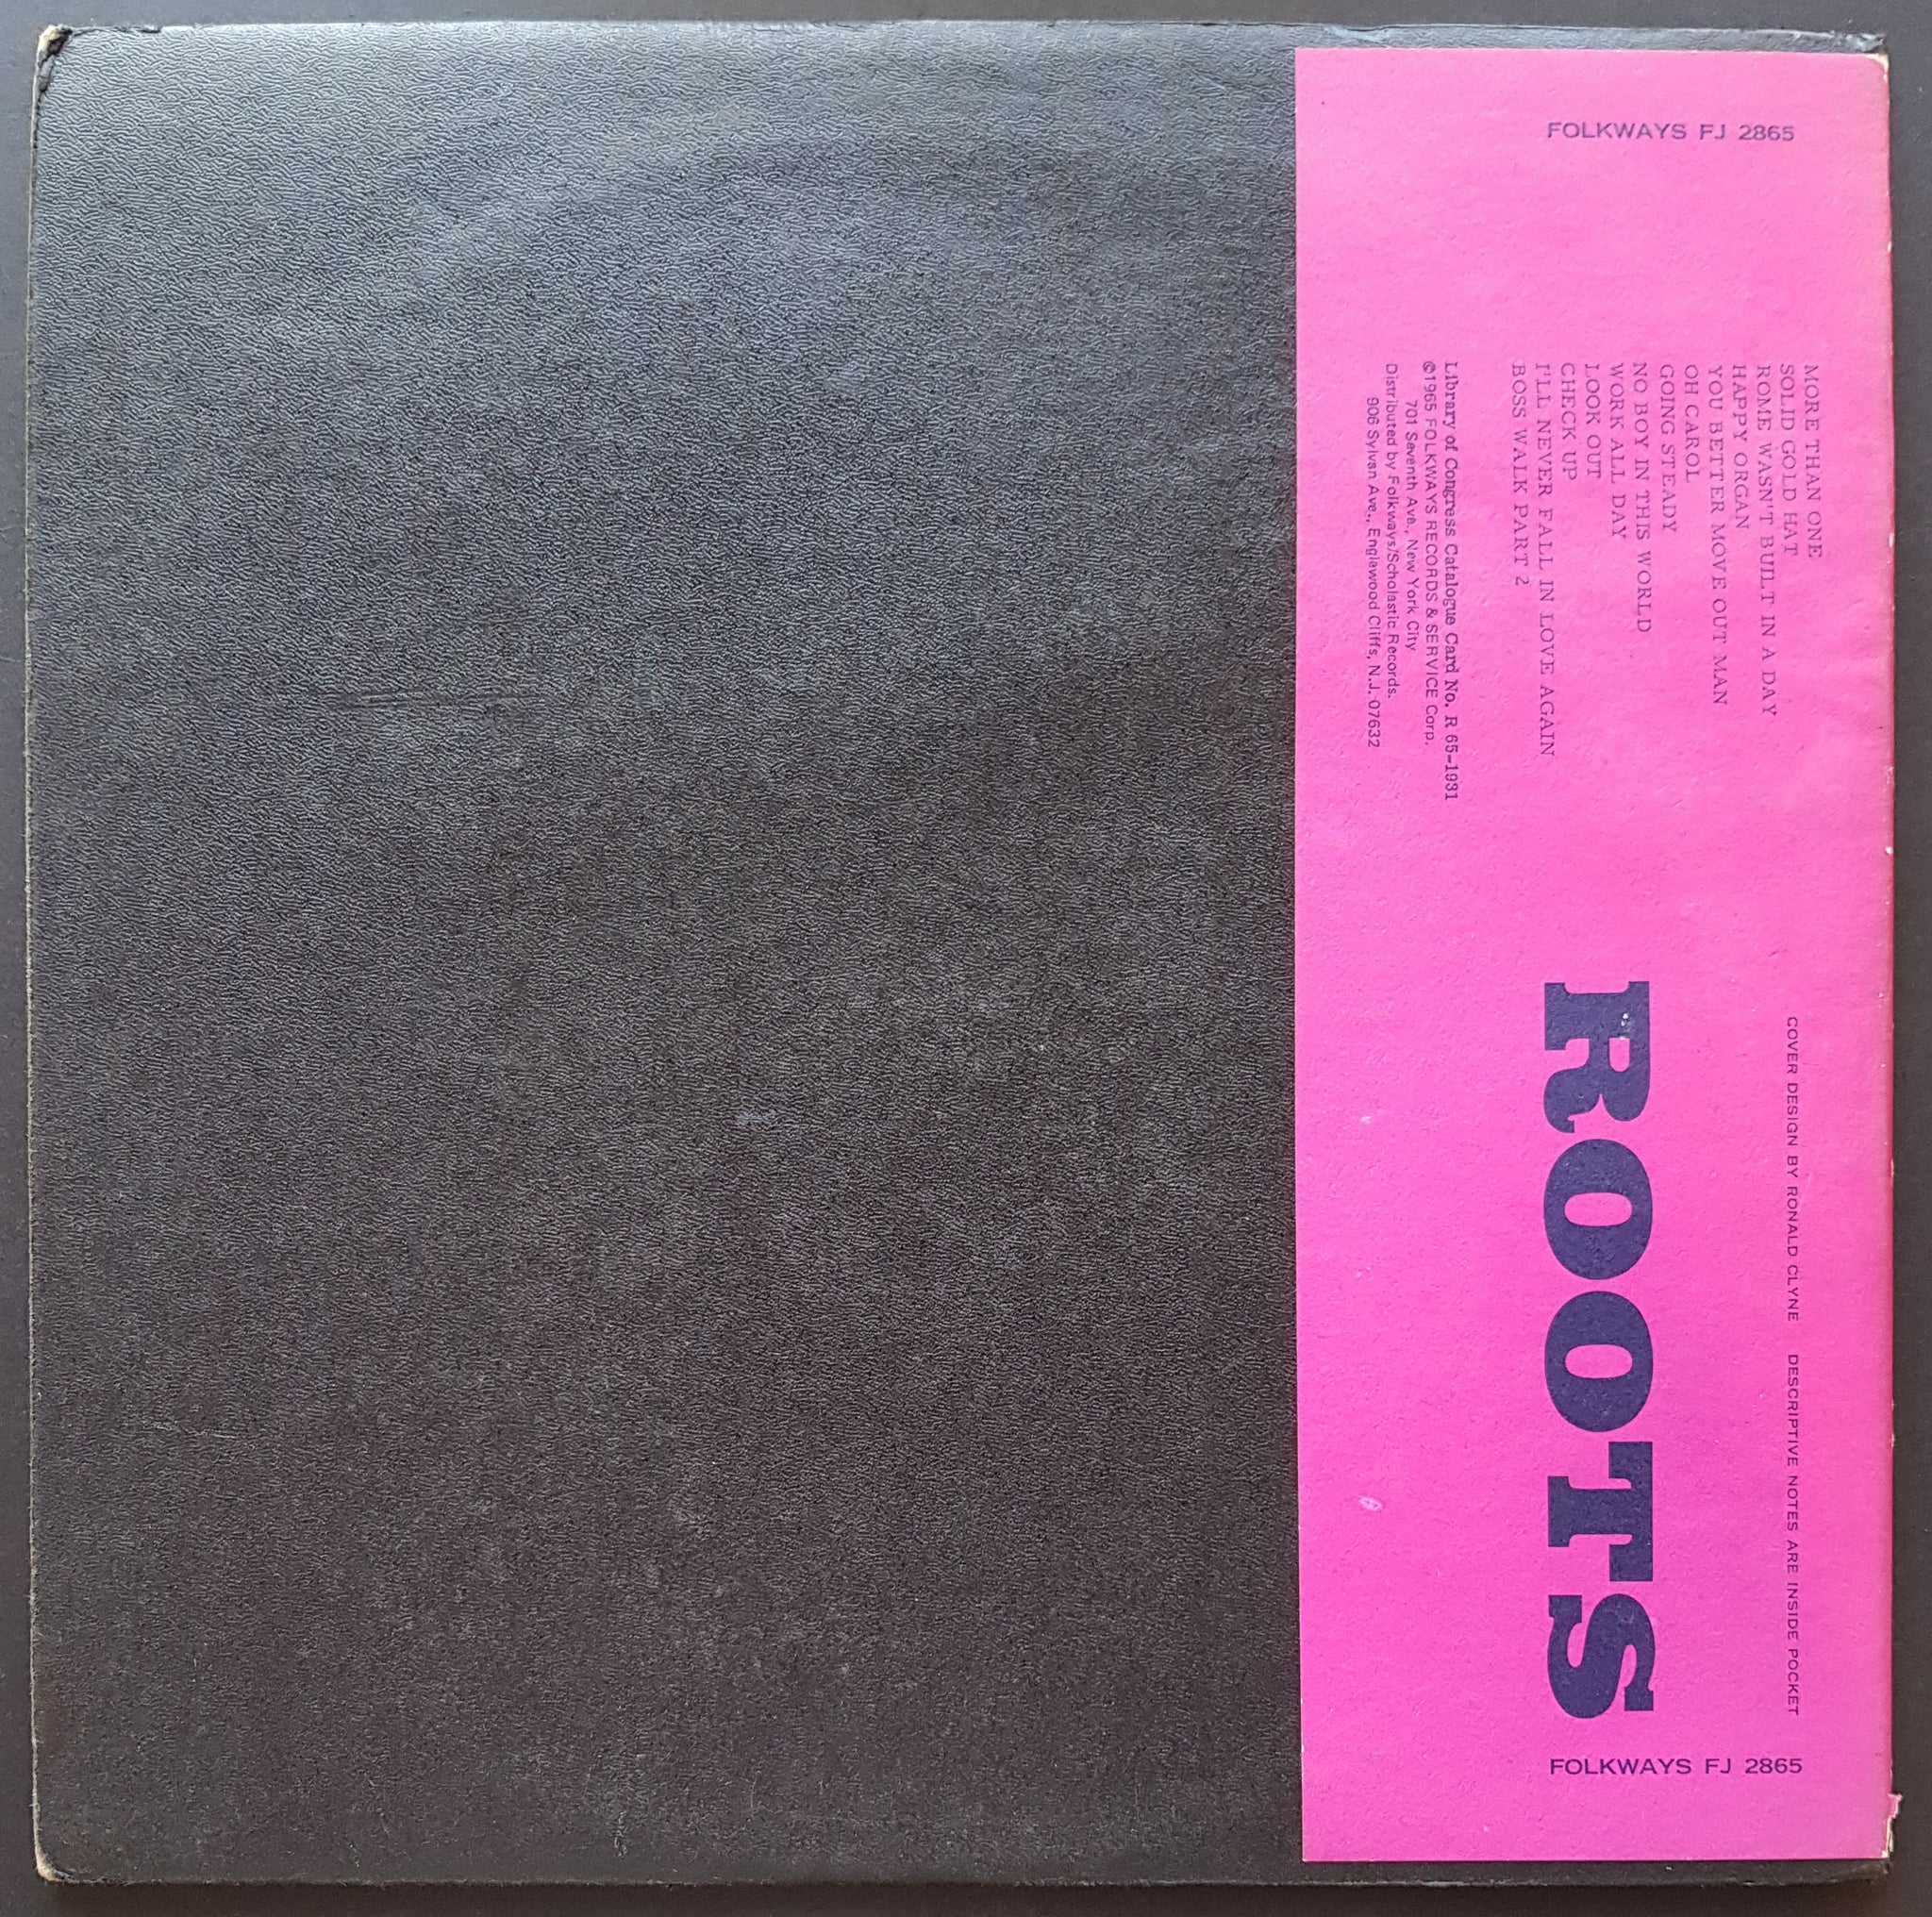 FOLKWAYS FJ 2865
MORE THAN ONE
SOLID GOLD HAT
ROME WASN'T BUILT IN A DAY
HAPPY ORGAN
YOU BETTER MOVE OUT MAN
OH CAROL
GOING STEADY
NO BOY IN THIS WORLD
WORK ALL DAY
LOOK OUT
CHECK UP
I'LL NEVER FALL IN LOVE AGAIN
BOSS WALK PART 2
Library of Congress Catalogue Card No. R 65-1931
©1965 FOLKWAYS RECORDS & SERVICE Corp.
701 Seventh Ave., New York City
Distributed by Folkways/Scholastic Records.
906 Sylvan Ave., Englewood Cliffs, N.J. 07632
COVER DESIGN BY RONALD CLYNE DESCRIPTIVE NOTES ARE INSIDE POCKET
ROOTS
FOLKWAYS FJ 2865